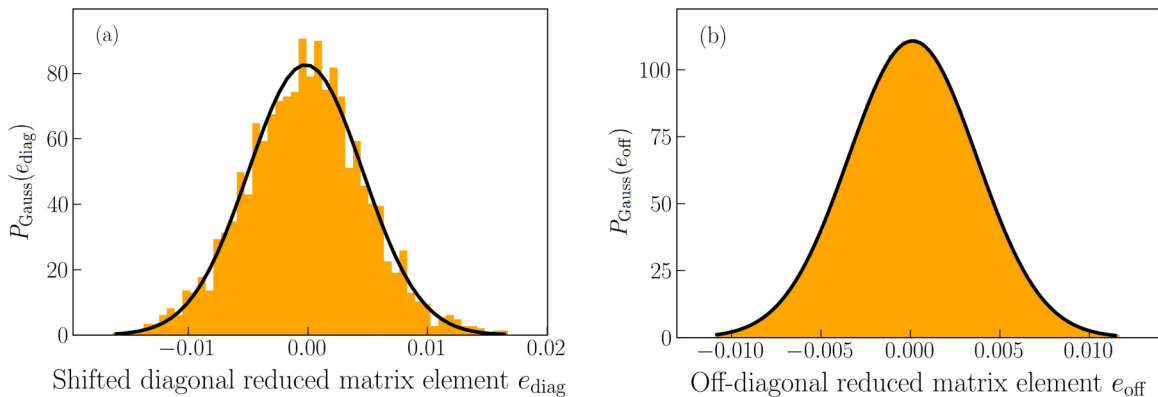 (a)
80
60
40
20
0
P_Gauss(e_diag)
−0.01 0.00 0.01 0.02
Shifted diagonal reduced matrix element e_diag
(b)
100
75
50
25
0
P_Gauss(e_off)
−0.010 −0.005 0.000 0.005 0.010
Off-diagonal reduced matrix element e_off